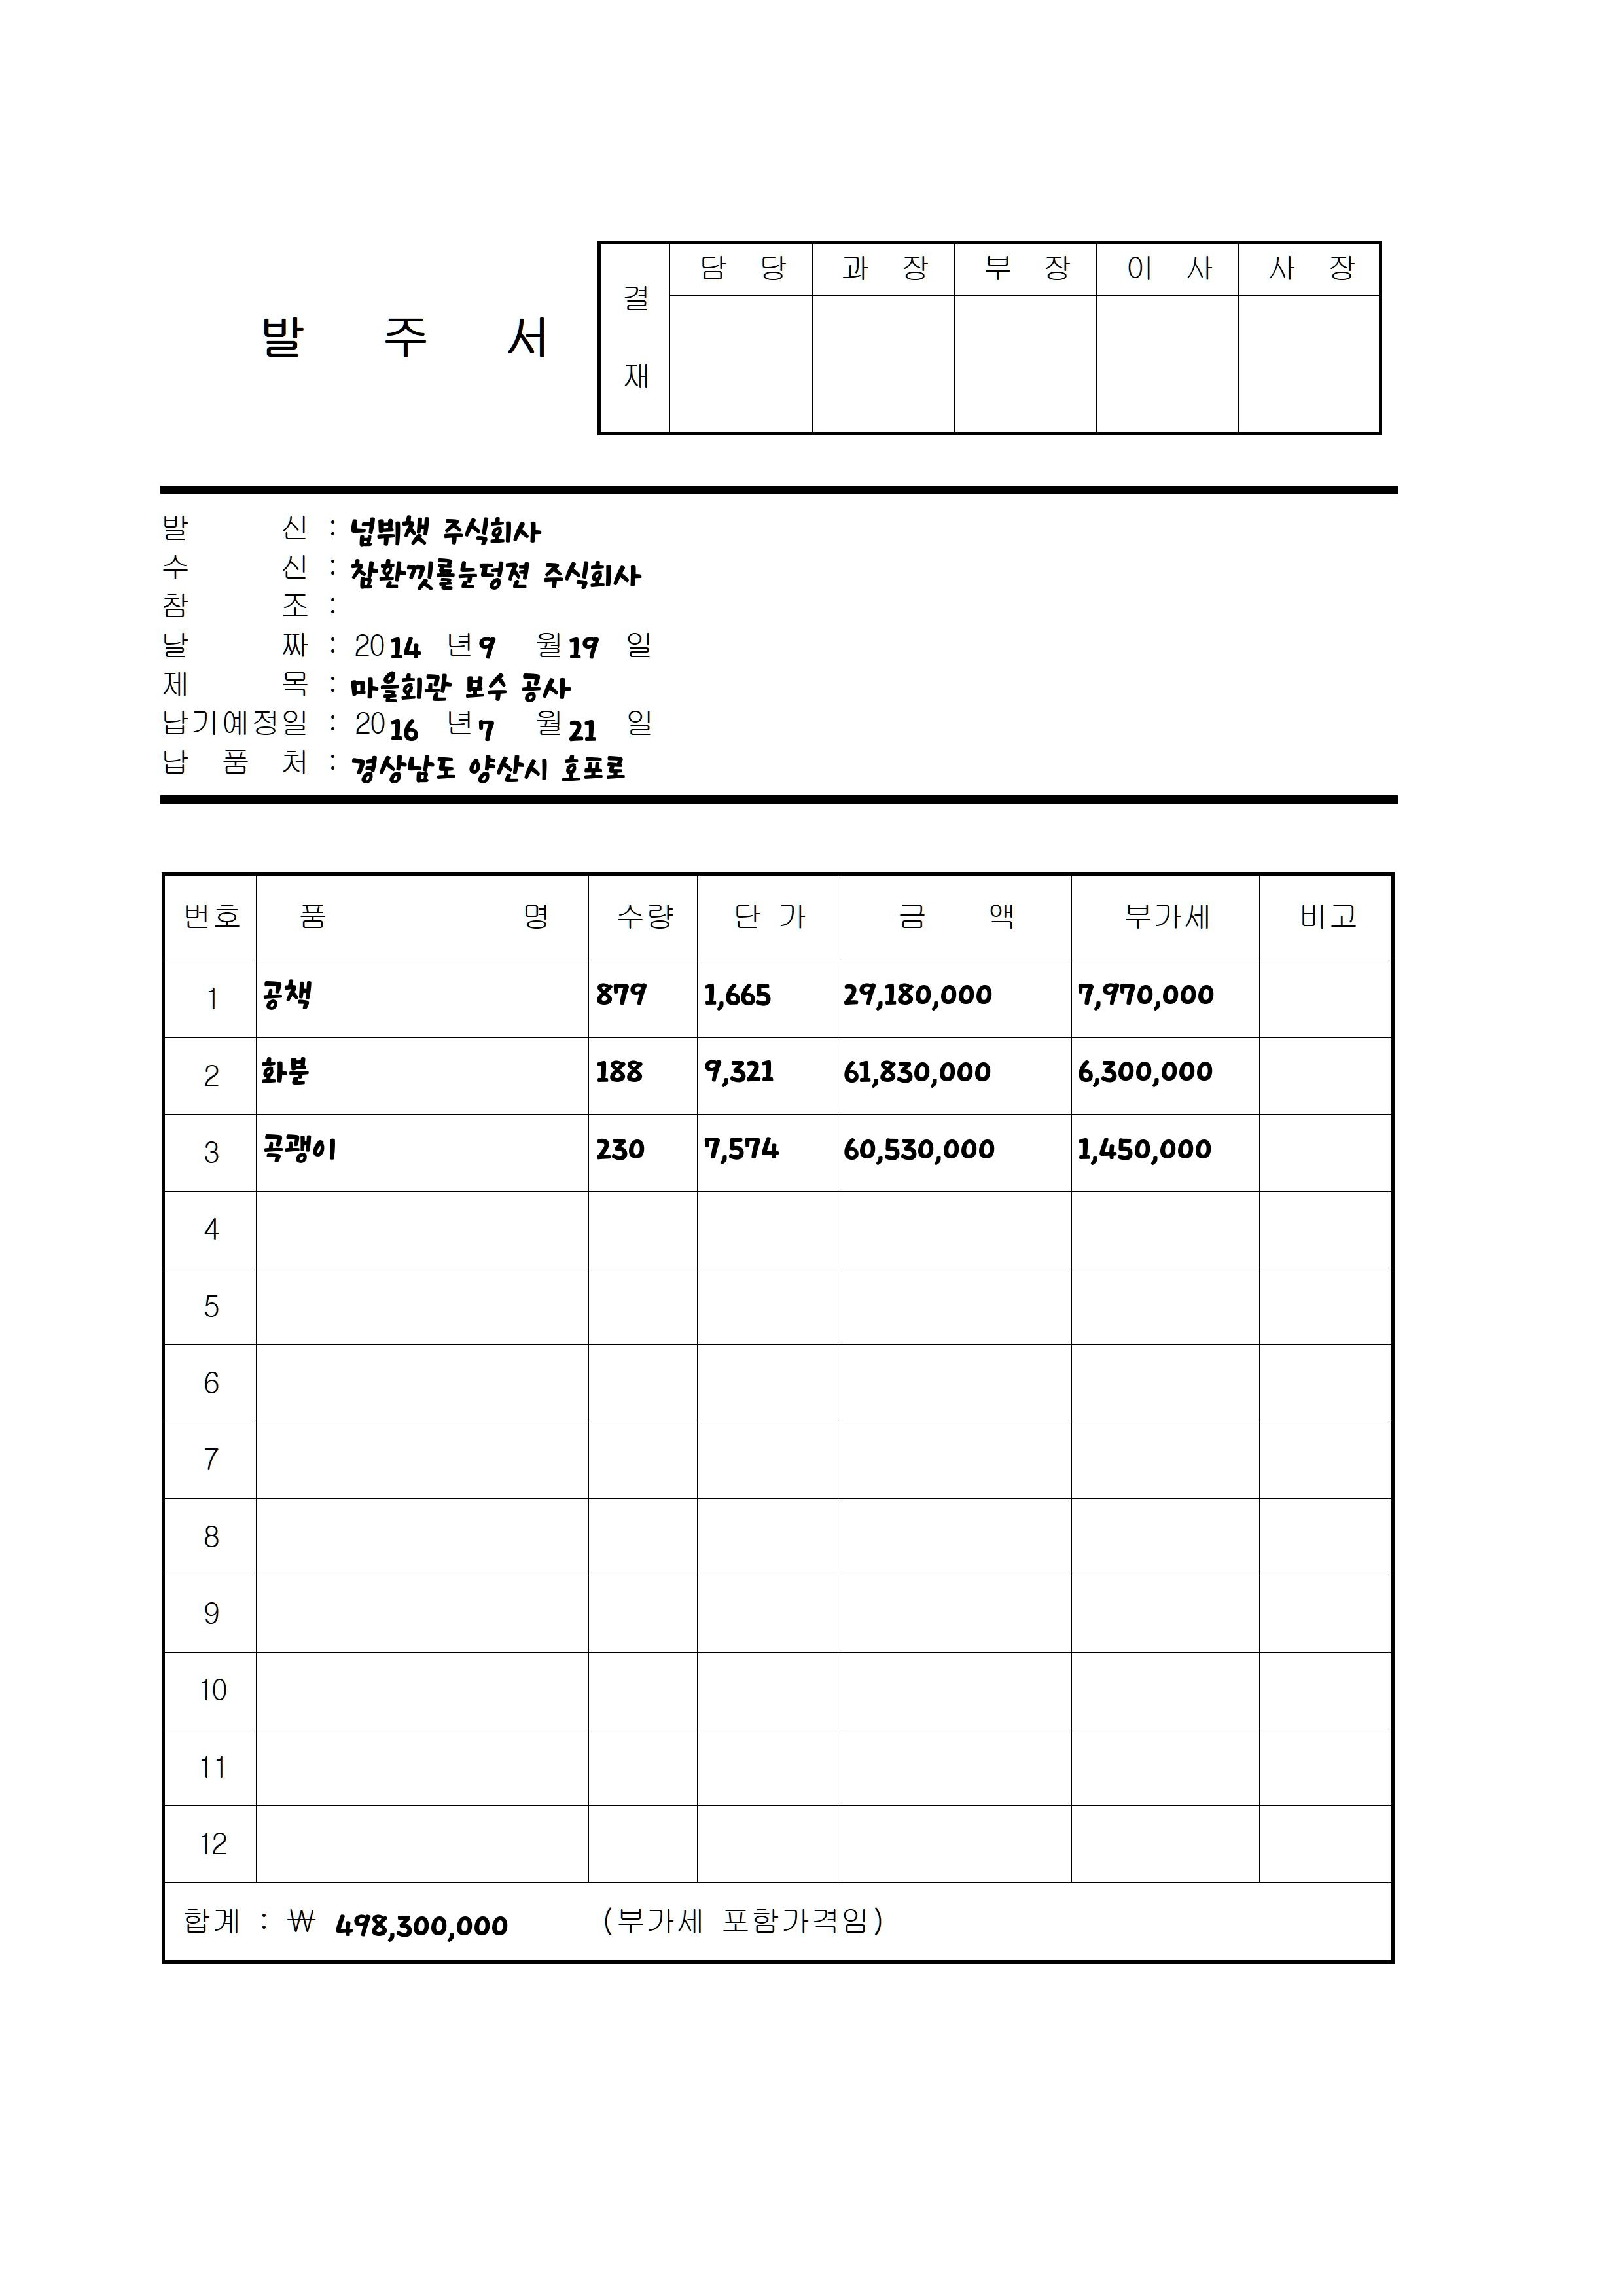 발 주 서
결 재
담 당 과 장 부 장 이 사 사 장
발 신 : 넙뷔챗 주식회사
수 신 : 참환낏를눈덩젼 주식회사
참 조 :
날 짜 : 2014 년 9 월 19 일
제 목 : 마을회관 보수 공사
납기예정일 : 2016 년 7 월 21 일
납 품 처 : 경상남도 양산시 호포로
번호 품 명 수량 단 가 금 액 부가세 비고
1 공책 879 1,665 29,180,000 7,970,000
2 화분 188 9,321 61,830,000 6,300,000
3 곡괭이 230 7,574 60,530,000 1,450,000
4
5
6
7
8
9
10
11
12
합계 : ₩ 498,300,000 (부가세 포함가격임)